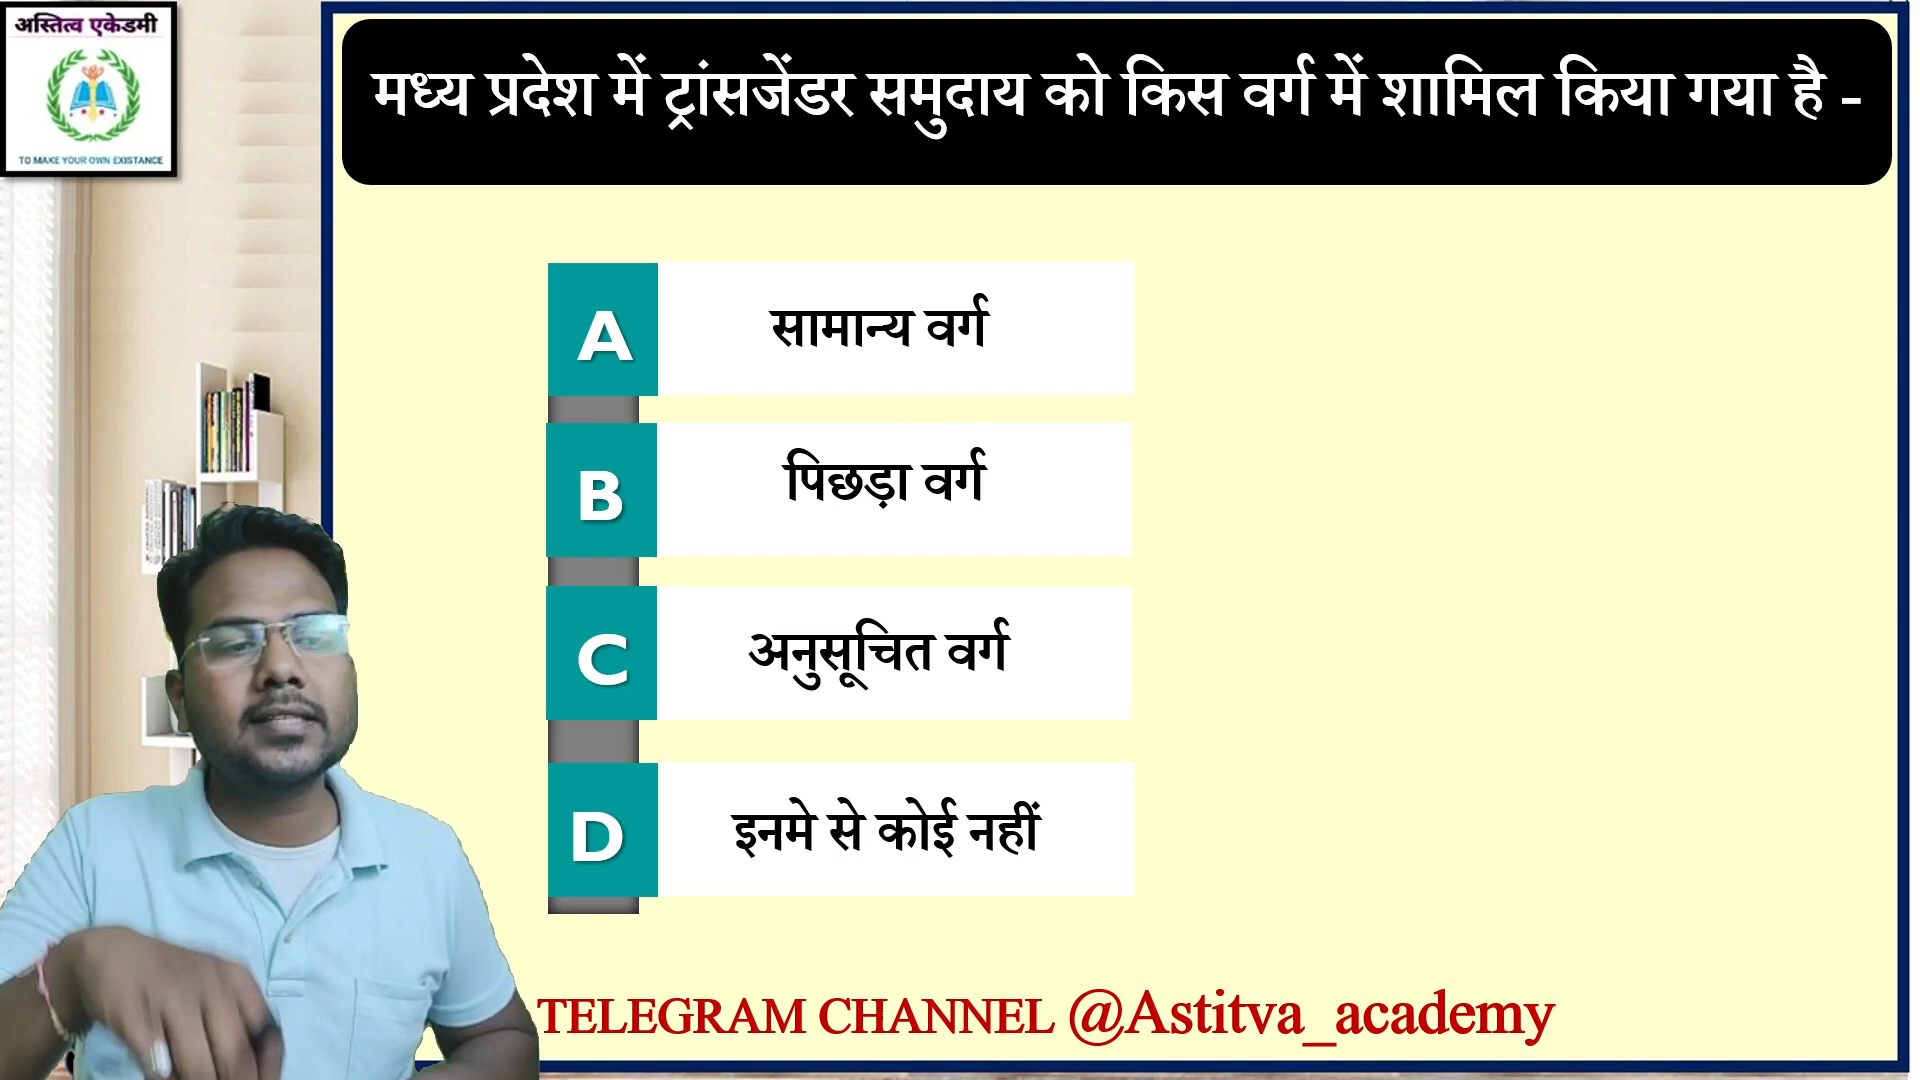 अस्तित्व एकेडमी
TO MAKE YOUR OWN EXISTANCE
मध्य प्रदेश में ट्रांसजेंडर समुदाय को किस वर्ग में शामिल किया गया है -
A सामान्य वर्ग
B पिछड़ा वर्ग
C अनुसूचित वर्ग
D इनमे से कोई नहीं
TELEGRAM CHANNEL @Astitva_academy